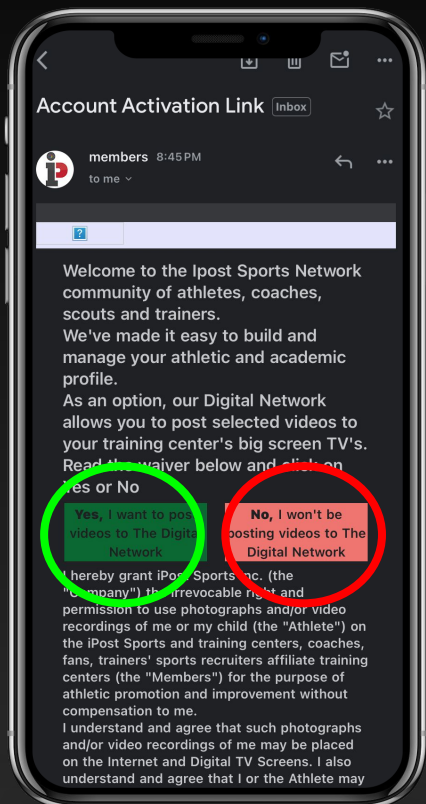 Account Activation Link Inbox
ip
members 8:45 PM
to me
?
Welcome to the Ipost Sports Network
community of athletes, coaches,
scouts and trainers.
We've made it easy to build and
manage your athletic and academic
profile.
As an option, our Digital Network
allows you to post selected videos to
your training center's big screen TV's.
Read the waiver below and click on
Yes or No
Yes, I want to post
videos to The Digital
Network
No, I won't be
posting videos to The
Digital Network
I hereby grant iPost Sports Inc. (the
"Company") the irrevocable right and
permission to use photographs and/or video
recordings of me or my child (the "Athlete") on
the iPost Sports and training centers, coaches,
fans, trainers' sports recruiters affiliate training
centers (the "Members") for the purpose of
athletic promotion and improvement without
compensation to me.
I understand and agree that such photographs
and/or video recordings of me may be placed
on the Internet and Digital TV Screens. I also
understand and agree that I or the Athlete may